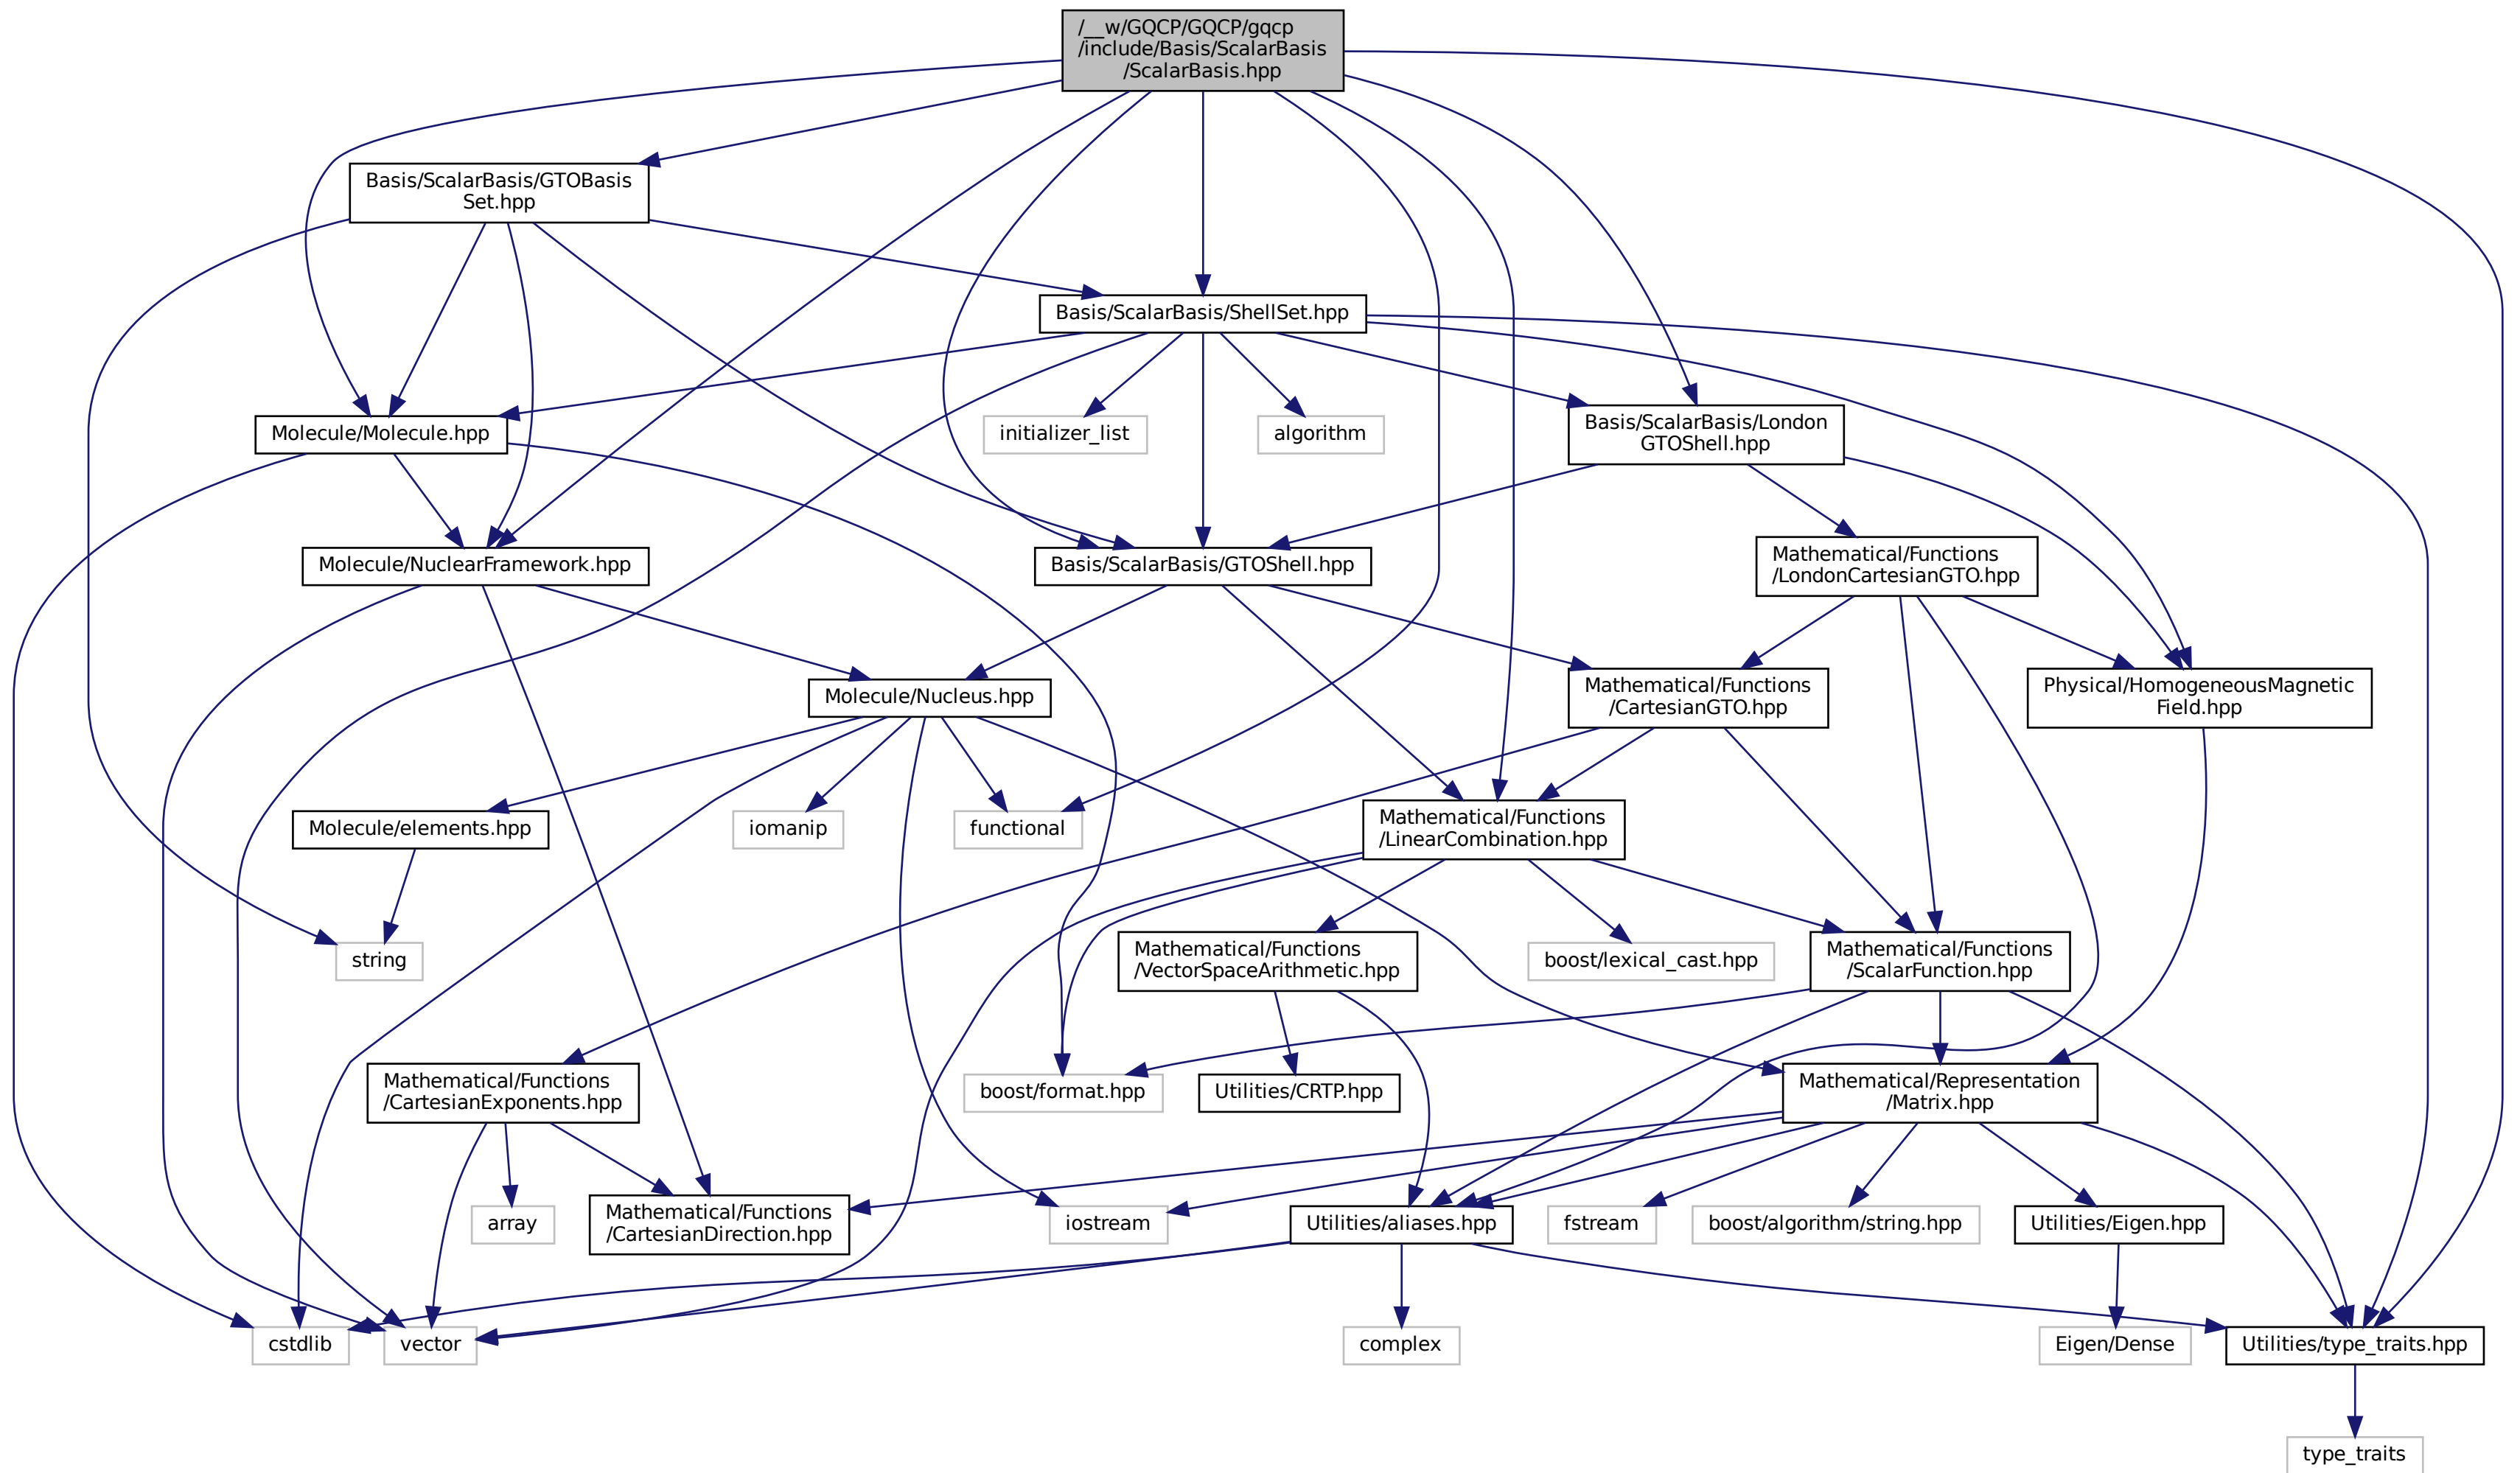 /__w/GQCP/GQCP/gqcp
/include/Basis/ScalarBasis
/ScalarBasis.hpp
Basis/ScalarBasis/GTOBasis
Set.hpp
Basis/ScalarBasis/ShellSet.hpp
Molecule/Molecule.hpp
initializer_list
algorithm
Basis/ScalarBasis/London
GTOShell.hpp
Molecule/NuclearFramework.hpp
Basis/ScalarBasis/GTOShell.hpp
Mathematical/Functions
/LondonCartesianGTO.hpp
Molecule/Nucleus.hpp
Mathematical/Functions
/CartesianGTO.hpp
Physical/HomogeneousMagnetic
Field.hpp
Molecule/elements.hpp
iomanip
functional
Mathematical/Functions
/LinearCombination.hpp
string
Mathematical/Functions
/VectorSpaceArithmetic.hpp
boost/lexical_cast.hpp
Mathematical/Functions
/ScalarFunction.hpp
Mathematical/Functions
/CartesianExponents.hpp
boost/format.hpp
Utilities/CRTP.hpp
Mathematical/Representation
/Matrix.hpp
array
Mathematical/Functions
/CartesianDirection.hpp
iostream
Utilities/aliases.hpp
fstream
boost/algorithm/string.hpp
Utilities/Eigen.hpp
cstdlib
vector
complex
Eigen/Dense
Utilities/type_traits.hpp
type_traits